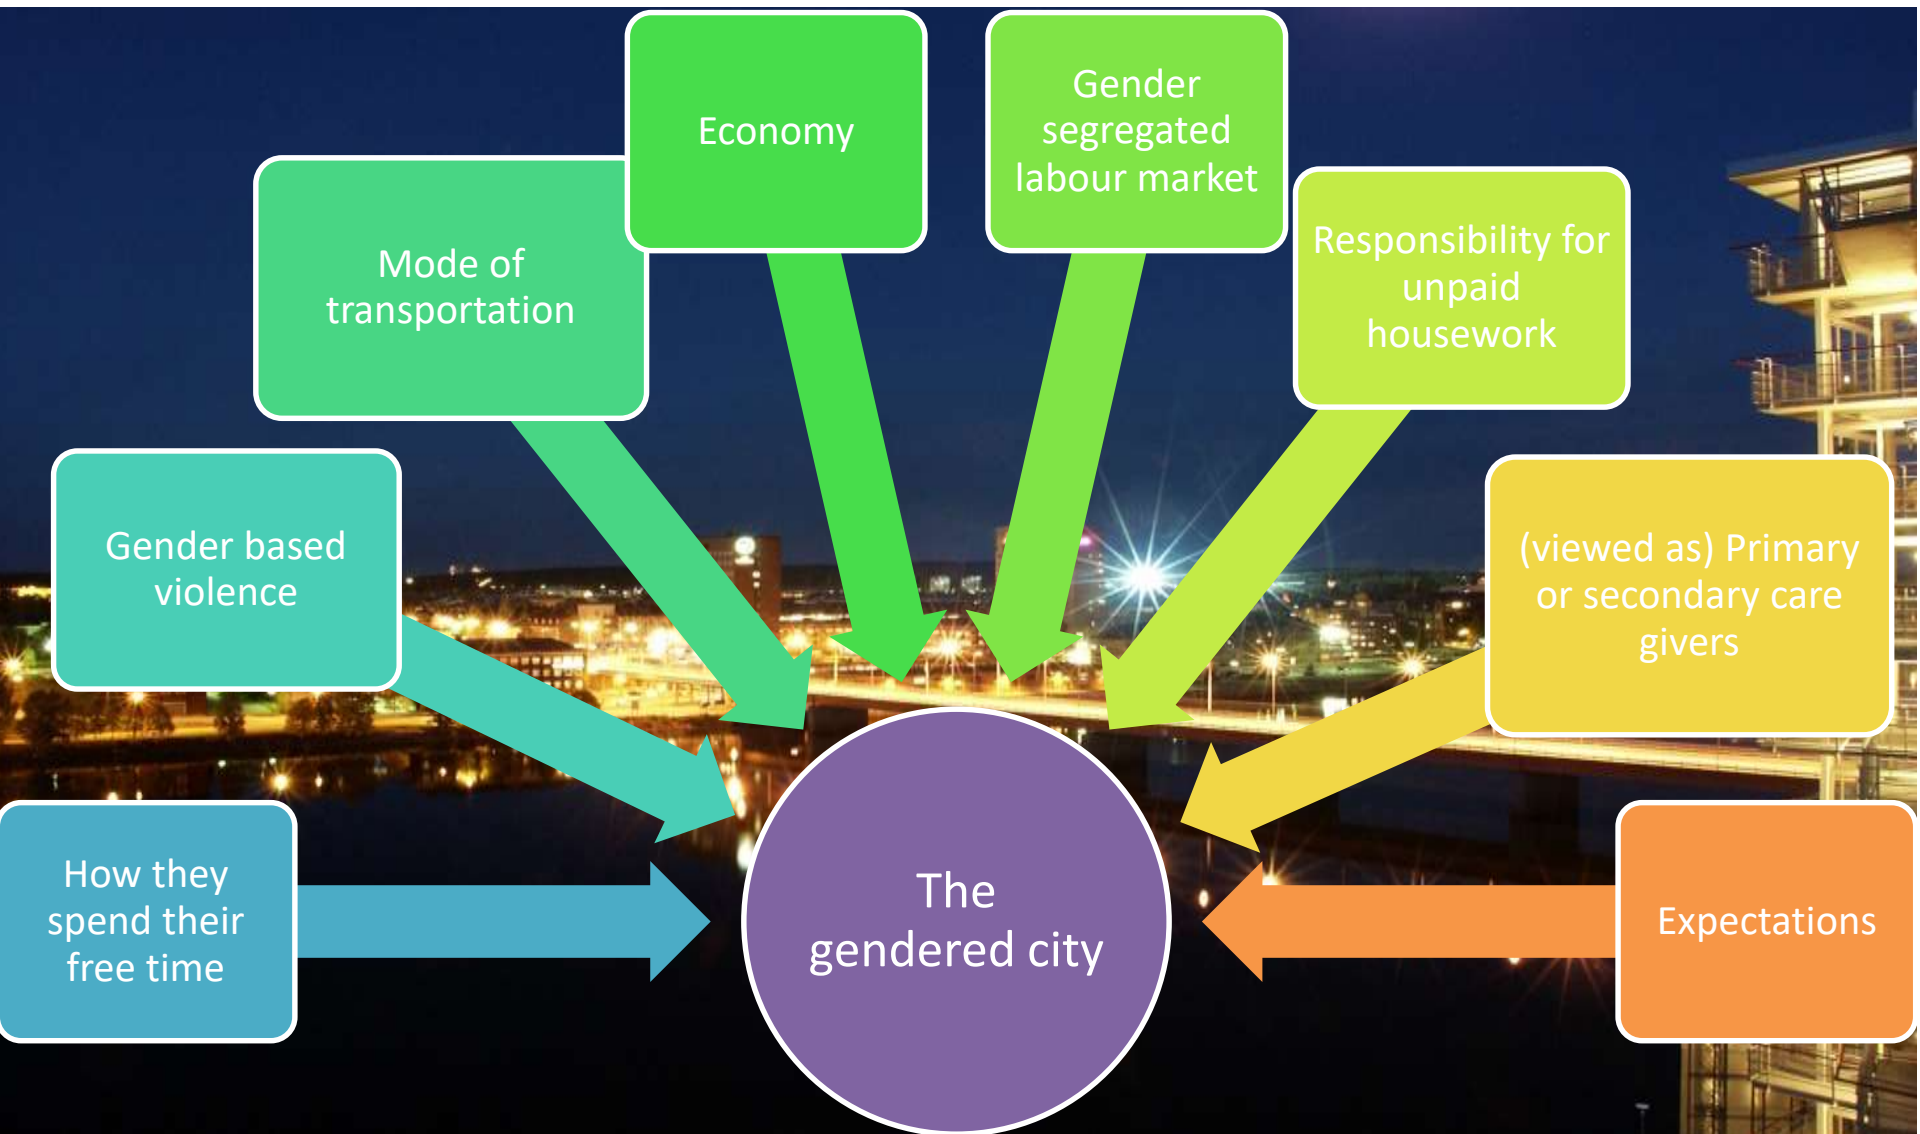 How they
spend their
free time
Gender based
violence
Mode of
transportation
Economy
Gender
segregated
labour market
Responsibility for
unpaid
housework
(viewed as) Primary
or secondary care
givers
Expectations
The
gendered city